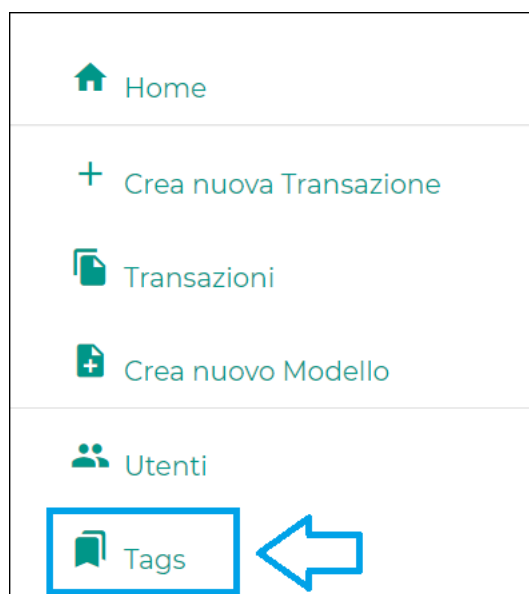 Home
Crea nuova Transazione
Transazioni
Crea nuovo Modello
Utenti
Tags